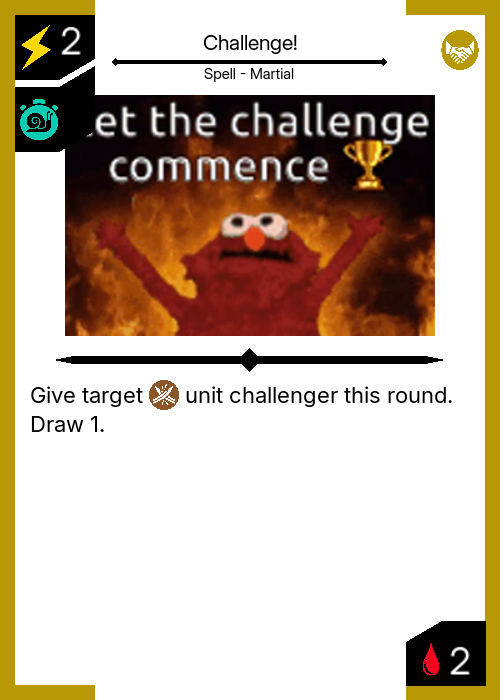 2
Challenge!
Spell - Martial
et the challenge
commence
Give target unit challenger this round.
Draw 1.
2